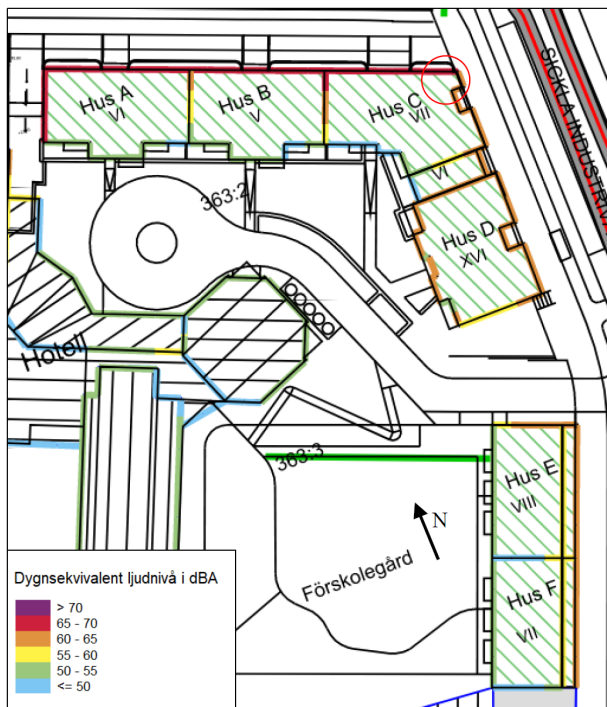 SICKLA INDUSTRIV
Hus A
VI
Hus B
V
Hus C
VII
VI
363:2
Hus D
XVI
Hotell
363:3
Hus E
VIII
N
Förskolegård
Hus F
VII
Dygnsekvivalent ljudnivå i dBA
> 70
65 - 70
60 - 65
55 - 60
50 - 55
<= 50